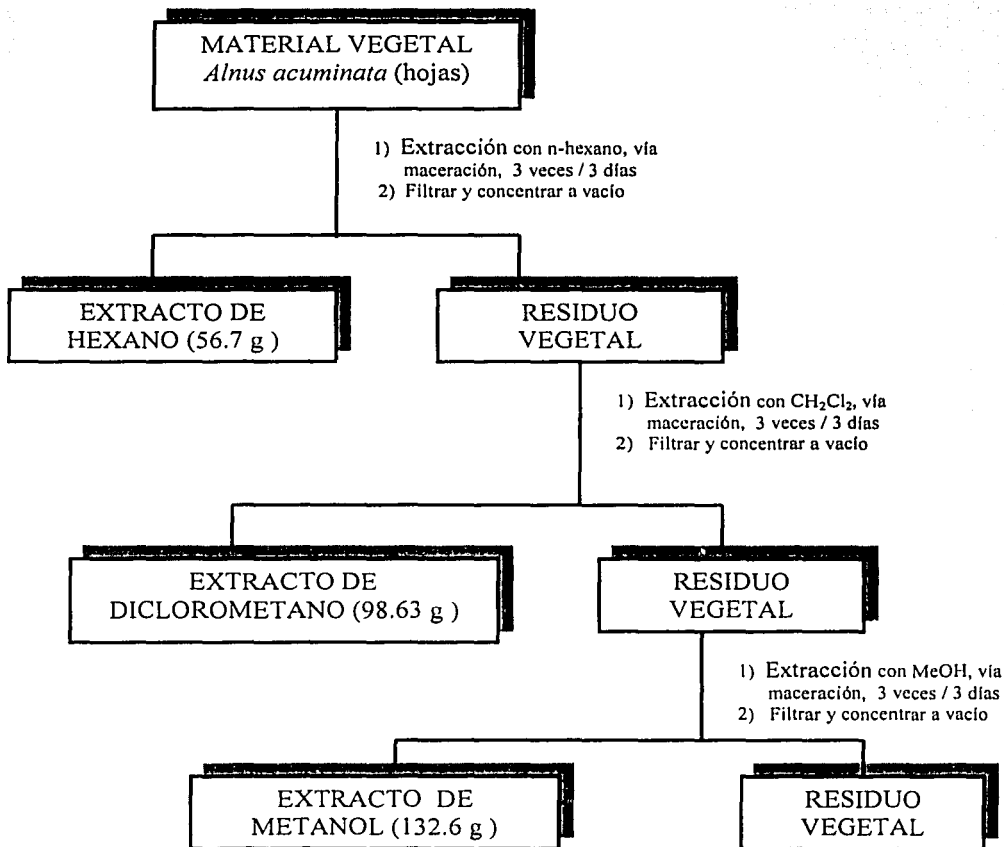 MATERIAL VEGETAL
Alnus acuminata (hojas)
1) Extracción con n-hexano, vía
maceración, 3 veces / 3 días
2) Filtrar y concentrar a vacío
EXTRACTO DE
HEXANO (56.7 g )
RESIDUO
VEGETAL
1) Extracción con CH₂Cl₂, vía
maceración, 3 veces / 3 días
2) Filtrar y concentrar a vacío
EXTRACTO DE
DICLOROMETANO (98.63 g )
RESIDUO
VEGETAL
1) Extracción con MeOH, vía
maceración, 3 veces / 3 días
2) Filtrar y concentrar a vacío
EXTRACTO DE
METANOL (132.6 g )
RESIDUO
VEGETAL